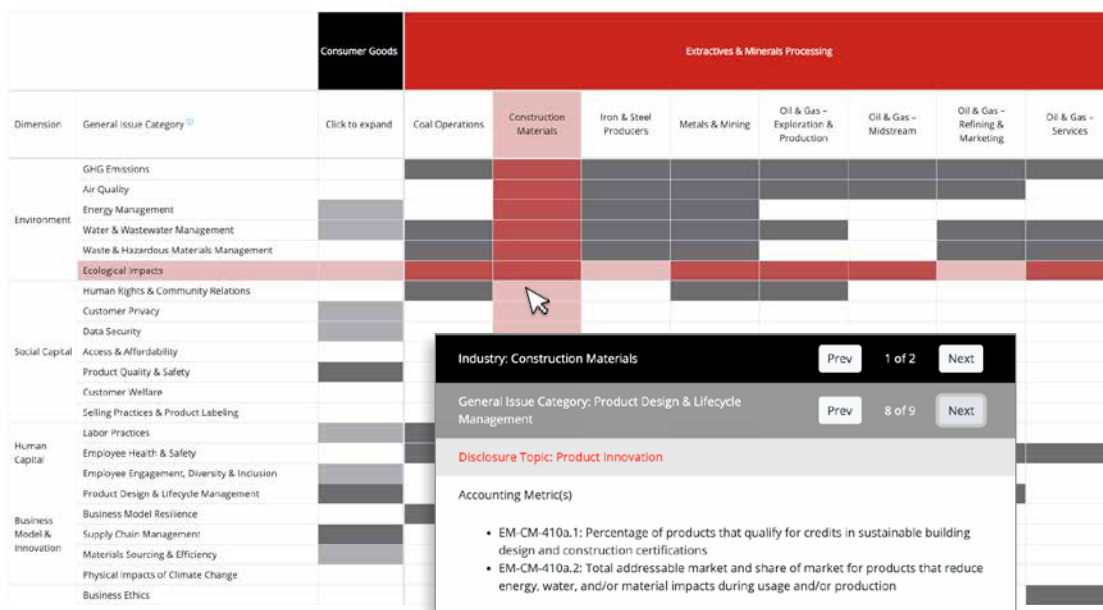 Consumer Goods
Extractives & Minerals Processing
Dimension
General Issue Category
Click to expand
Coal Operations
Construction
Materials
Iron & Steel
Producers
Metals & Mining
Oil & Gas –
Exploration &
Production
Oil & Gas –
Midstream
Oil & Gas –
Refining &
Marketing
Oil & Gas –
Services
Environment
GHG Emissions
Air Quality
Energy Management
Water & Wastewater Management
Waste & Hazardous Materials Management
Ecological Impacts
Social Capital
Human Rights & Community Relations
Customer Privacy
Data Security
Access & Affordability
Product Quality & Safety
Customer Welfare
Selling Practices & Product Labeling
Human
Capital
Labor Practices
Employee Health & Safety
Employee Engagement, Diversity & Inclusion
Business
Model &
Innovation
Product Design & Lifecycle Management
Business Model Resilience
Supply Chain Management
Materials Sourcing & Efficiency
Physical Impacts of Climate Change
Business Ethics
Industry: Construction Materials
Prev 1 of 2 Next
General Issue Category: Product Design & Lifecycle
Management
Prev 8 of 9 Next
Disclosure Topic: Product Innovation
Accounting Metric(s)
• EM-CM-410a.1: Percentage of products that qualify for credits in sustainable building
design and construction certifications
• EM-CM-410a.2: Total addressable market and share of market for products that reduce
energy, water, and/or material impacts during usage and/or production